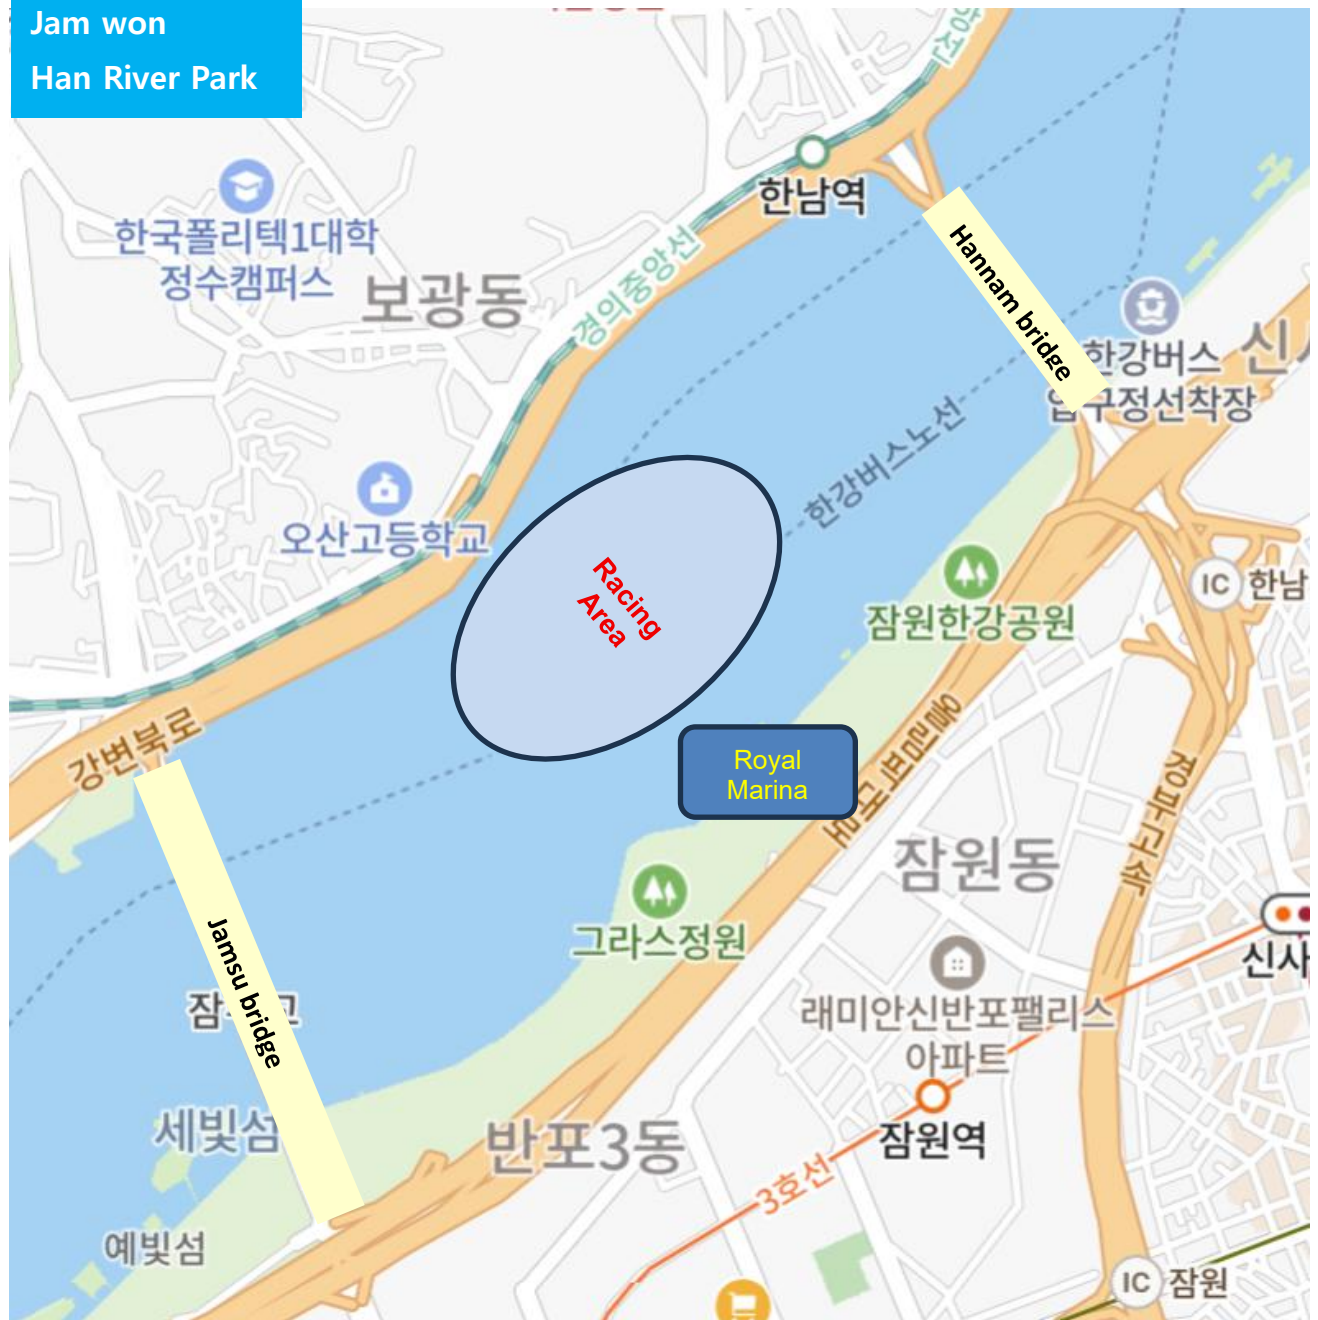 Jam won
Han River Park
한남역
한국폴리텍1대학
정수캠퍼스
보광동
경의중앙선
Hannam bridge
한강버스
압구정선착장
한강버스노선
오산고등학교
Racing
Area
IC
한남
잠원한강공원
강변북로
Royal
Marina
올림픽대로
경부고속
잠원동
그라스정원
신사
Jamsu bridge
래미안신반포팰리스
아파트
잠원역
세빛섬
반포3동
3호선
예빛섬
IC 잠원